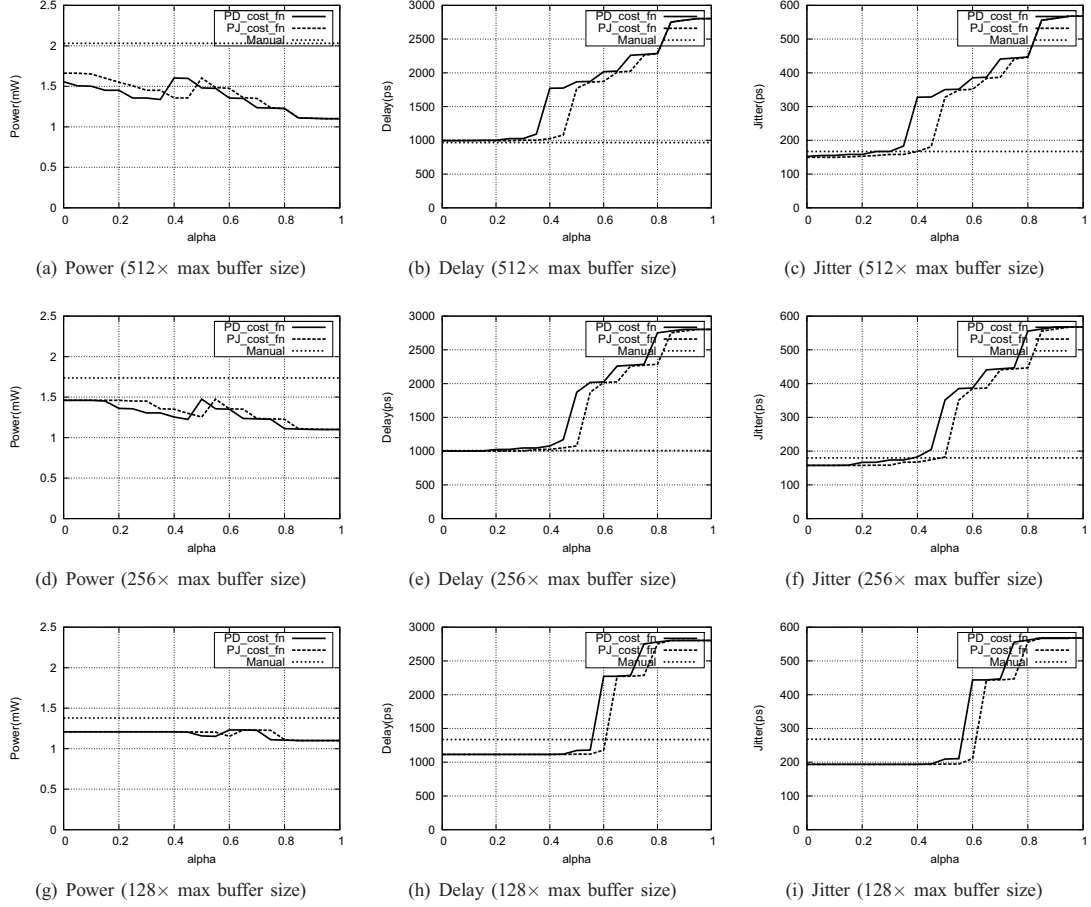 Power(mW)
2.5
2
1.5
1
0.5
0
0 0.2 0.4 0.6 0.8 1
alpha
PD_cost_fn
PJ_cost_fn
Manual
(a) Power (512× max buffer size)
Delay(ps)
3000
2500
2000
1500
1000
500
0
0 0.2 0.4 0.6 0.8 1
alpha
PD_cost_fn
PJ_cost_fn
Manual
(b) Delay (512× max buffer size)
Jitter(ps)
600
500
400
300
200
100
0
0 0.2 0.4 0.6 0.8 1
alpha
PD_cost_fn
PJ_cost_fn
Manual
(c) Jitter (512× max buffer size)
Power(mW)
2.5
2
1.5
1
0.5
0
0 0.2 0.4 0.6 0.8 1
alpha
PD_cost_fn
PJ_cost_fn
Manual
(d) Power (256× max buffer size)
Delay(ps)
3000
2500
2000
1500
1000
500
0
0 0.2 0.4 0.6 0.8 1
alpha
PD_cost_fn
PJ_cost_fn
Manual
(e) Delay (256× max buffer size)
Jitter(ps)
600
500
400
300
200
100
0
0 0.2 0.4 0.6 0.8 1
alpha
PD_cost_fn
PJ_cost_fn
Manual
(f) Jitter (256× max buffer size)
Power(mW)
2.5
2
1.5
1
0.5
0
0 0.2 0.4 0.6 0.8 1
alpha
PD_cost_fn
PJ_cost_fn
Manual
(g) Power (128× max buffer size)
Delay(ps)
3000
2500
2000
1500
1000
500
0
0 0.2 0.4 0.6 0.8 1
alpha
PD_cost_fn
PJ_cost_fn
Manual
(h) Delay (128× max buffer size)
Jitter(ps)
600
500
400
300
200
100
0
0 0.2 0.4 0.6 0.8 1
alpha
PD_cost_fn
PJ_cost_fn
Manual
(i) Jitter (128× max buffer size)